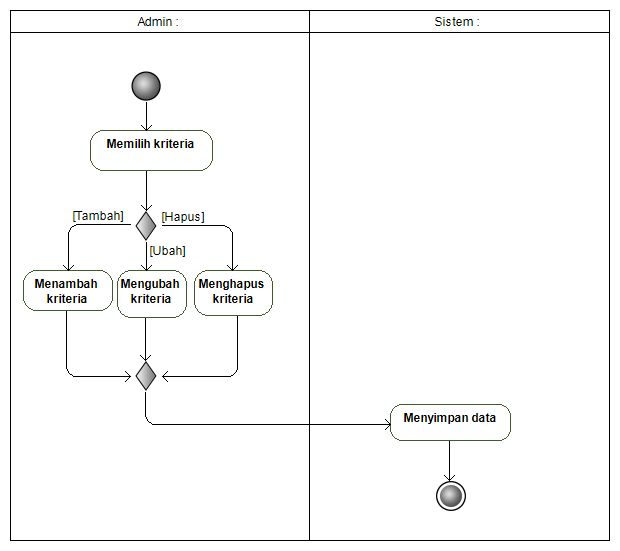 Admin :
Sistem :
Memilih kriteria
[Tambah]
[Hapus]
[Ubah]
Menambah
kriteria
Mengubah
kriteria
Menghapus
kriteria
Menyimpan data